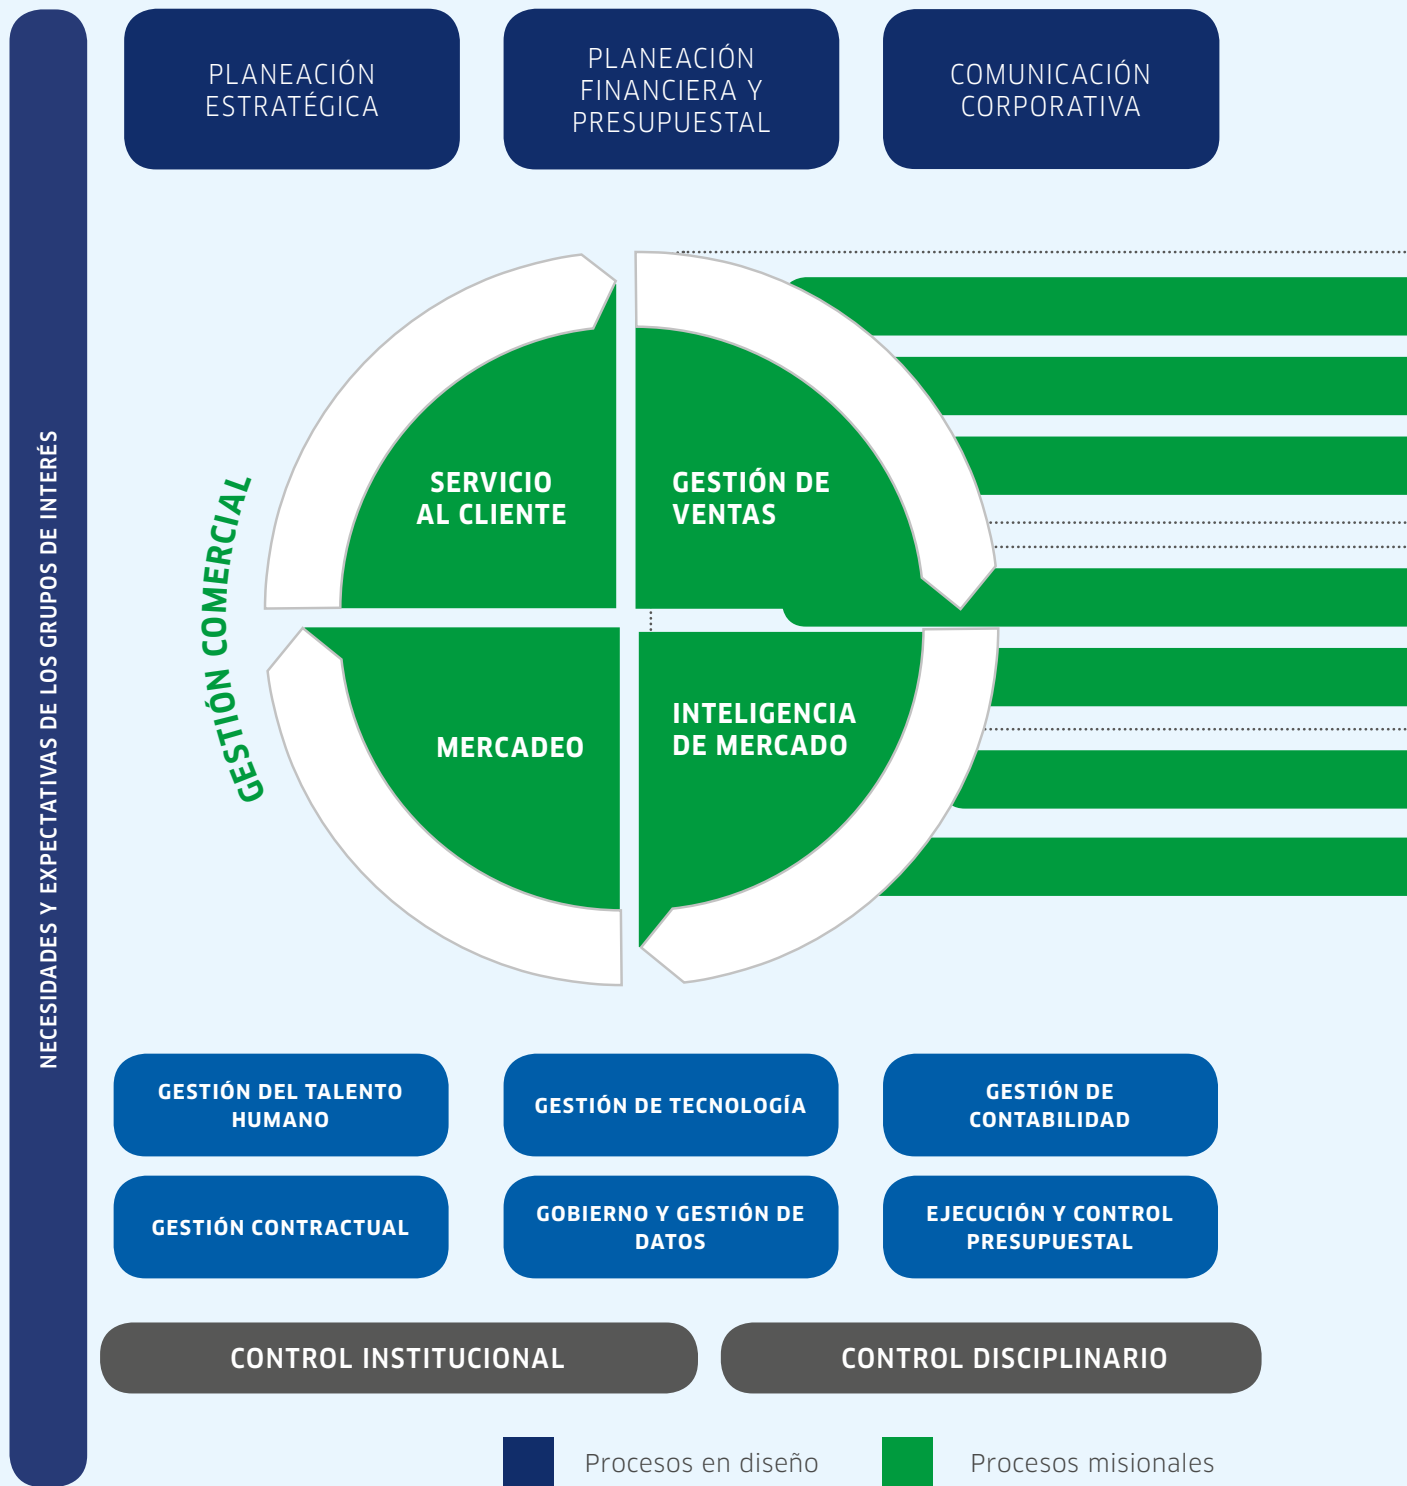 NECESIDADES Y EXPECTATIVAS DE LOS GRUPOS DE INTERÉS
PLANEACIÓN
ESTRATÉGICA
PLANEACIÓN
FINANCIERA Y
PRESUPUESTAL
COMUNICACIÓN
CORPORATIVA
GESTIÓN COMERCIAL
SERVICIO
AL CLIENTE
GESTIÓN DE
VENTAS
MERCADEO
INTELIGENCIA
DE MERCADO
GESTIÓN DEL TALENTO
HUMANO
GESTIÓN DE TECNOLOGÍA
GESTIÓN DE
CONTABILIDAD
GESTIÓN CONTRACTUAL
GOBIERNO Y GESTIÓN DE
DATOS
EJECUCIÓN Y CONTROL
PRESUPUESTAL
CONTROL INSTITUCIONAL
CONTROL DISCIPLINARIO
Procesos en diseño
Procesos misionales